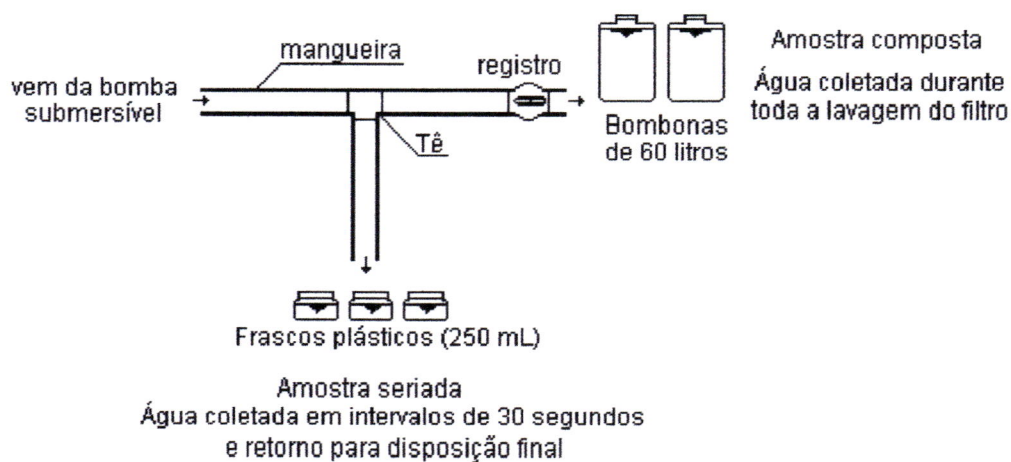 mangueira
vem da bomba
submersível
registro
Tê
Bombonas
de 60 litros
Amostra composta
Água coletada durante
toda a lavagem do filtro
Frascos plásticos (250 mL)
Amostra seriada
Água coletada em intervalos de 30 segundos
e retorno para disposição final